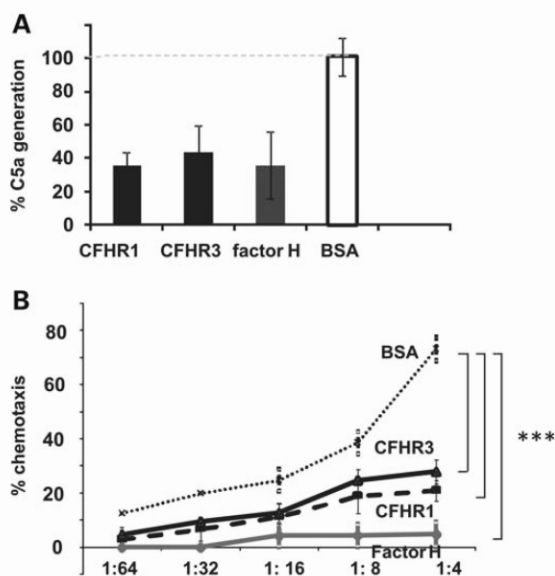 A
% C5a generation
100
80
60
40
20
0
CFHR1 CFHR3 factor H BSA
B
% chemotaxis
80
60
40
20
0
BSA
CFHR3
CFHR1
Factor H
***
1:64 1:32 1: 16 1: 8 1:4